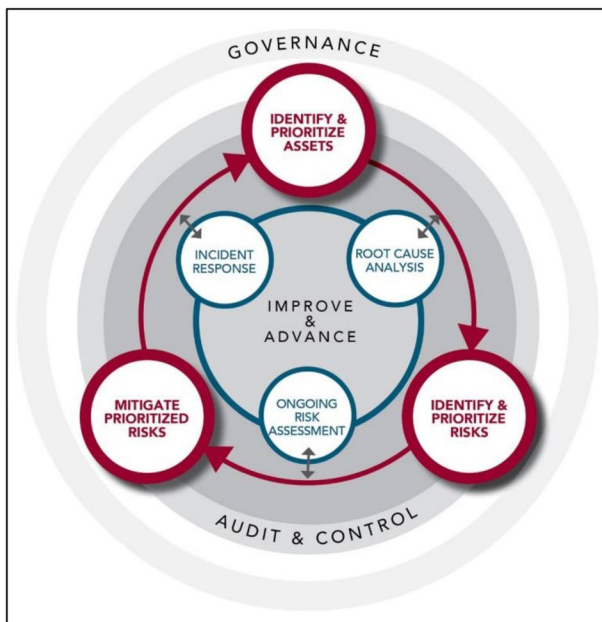 GOVERNANCE
IDENTIFY &
PRIORITIZE
ASSETS
INCIDENT
RESPONSE
ROOT CAUSE
ANALYSIS
IMPROVE
&
ADVANCE
MITIGATE
PRIORITIZED
RISKS
ONGOING
RISK
ASSESSMENT
IDENTIFY &
PRIORITIZE
RISKS
AUDIT & CONTROL